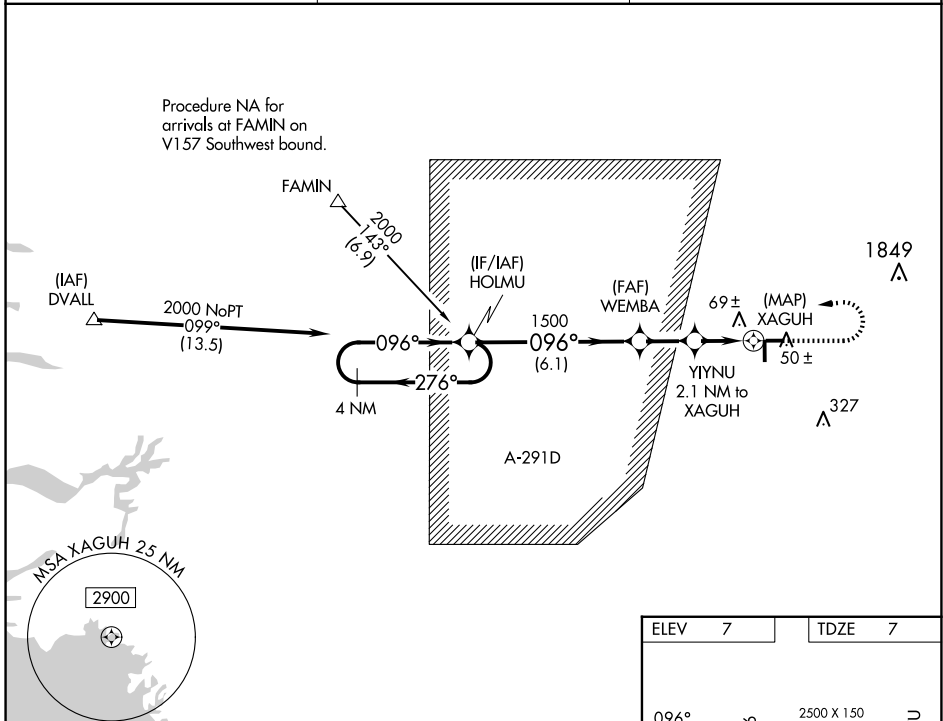 Procedure NA for
arrivals at FAMIN on
V157 Southwest bound.
FAMIN
2000
143°
(6.9)
(IAF)
DVALL
2000 NoPT
099°
(13.5)
(IF/IAF)
HOLMU
096°
276°
4 NM
1500
096°
(6.1)
(FAF)
WEMBA
69±
(MAP)
XAGUH
50±
1849
YIYNU
2.1 NM to
XAGUH
327
A-291D
MSA XAGUH 25 NM
2900
ELEV 7
TDZE 7
096°
2500 X 150